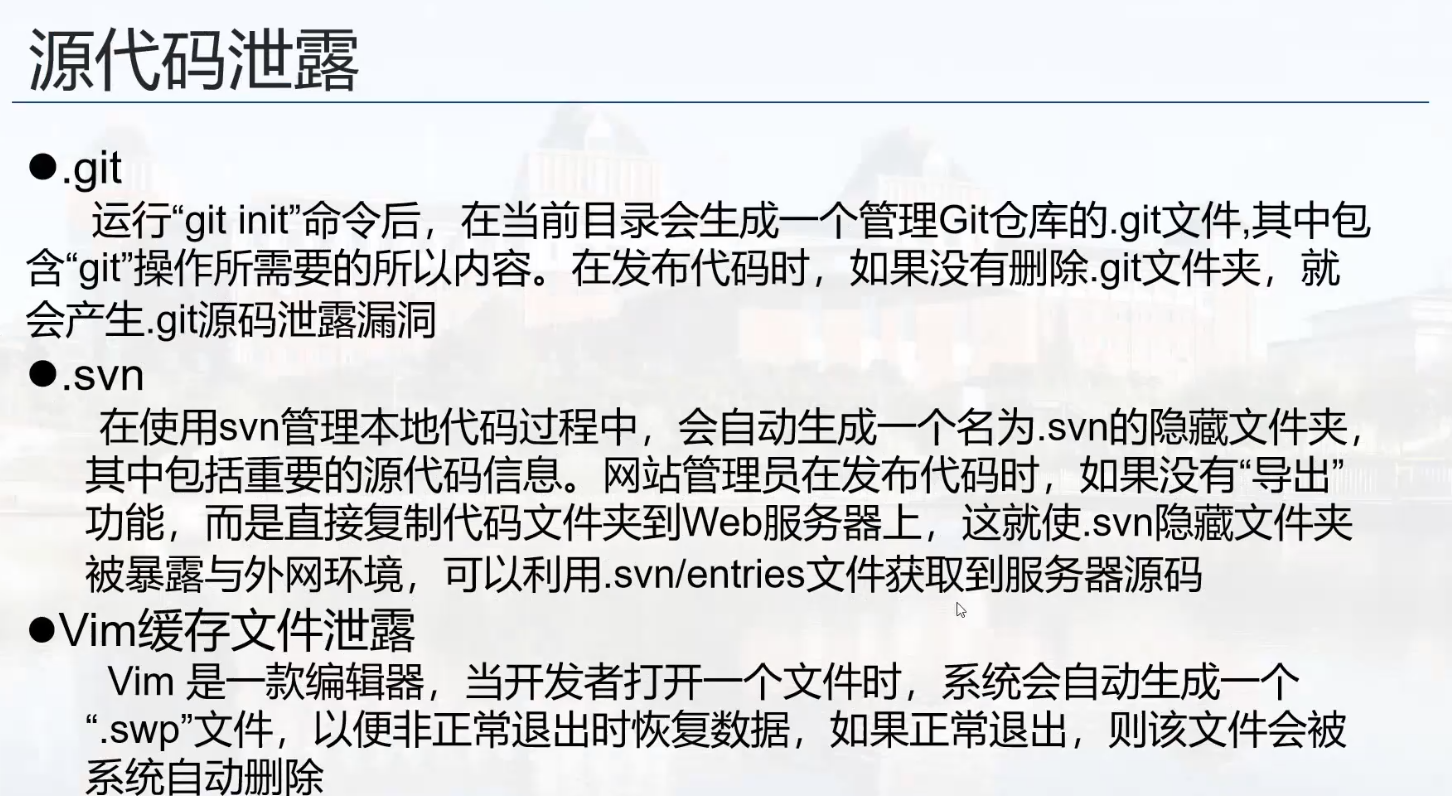 源代码泄露
●.git
运行“git init”命令后，在当前目录会生成一个管理Git仓库的.git文件,其中包
含“git”操作所需要的所以内容。在发布代码时，如果没有删除.git文件夹，就
会产生.git源码泄露漏洞
●.svn
在使用svn管理本地代码过程中，会自动生成一个名为.svn的隐藏文件夹，
其中包括重要的源代码信息。网站管理员在发布代码时，如果没有“导出”
功能，而是直接复制代码文件夹到Web服务器上，这就使.svn隐藏文件夹
被暴露与外网环境，可以利用.svn/entries文件获取到服务器源码
●Vim缓存文件泄露
Vim 是一款编辑器，当开发者打开一个文件时，系统会自动生成一个
“.swp”文件，以便非正常退出时恢复数据，如果正常退出，则该文件会被
系统自动删除